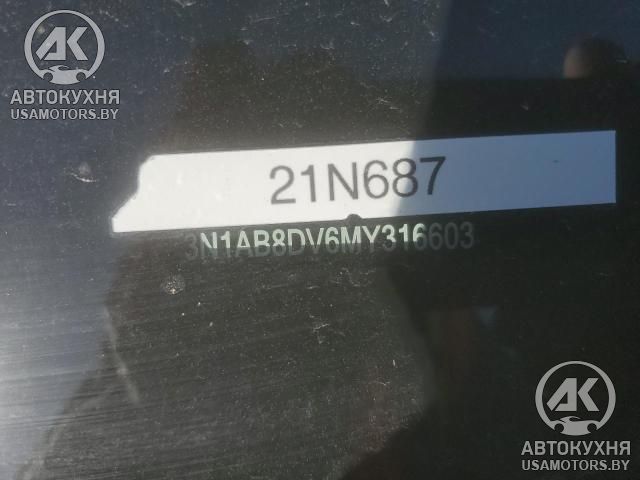 АК
АВТОКУХНЯ
USAMOTORS.BY
21N687
3N1AB8DV6MY316603
АК
АВТОКУХНЯ
USAMOTORS.BY